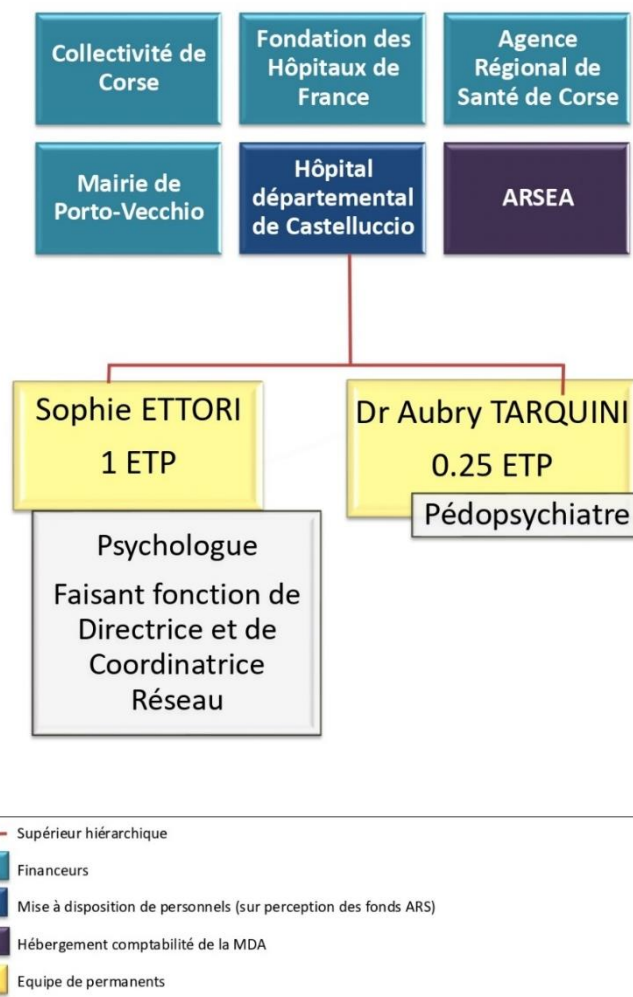 Collectivité de
Corse
Fondation des
Hôpitaux de
France
Agence
Régional de
Santé de Corse
Mairie de
Porto-Vecchio
Hôpital
départemental
de Castelluccio
ARSEA
Sophie ETTORI
1 ETP
Dr Aubry TARQUINI
0.25 ETP
Pédopsychiatre
Psychologue
Faisant fonction de
Directrice et de
Coordinatrice
Réseau
Supérieur hiérarchique
Financeurs
Mise à disposition de personnels (sur perception des fonds ARS)
Hébergement comptabilité de la MDA
Equipe de permanents